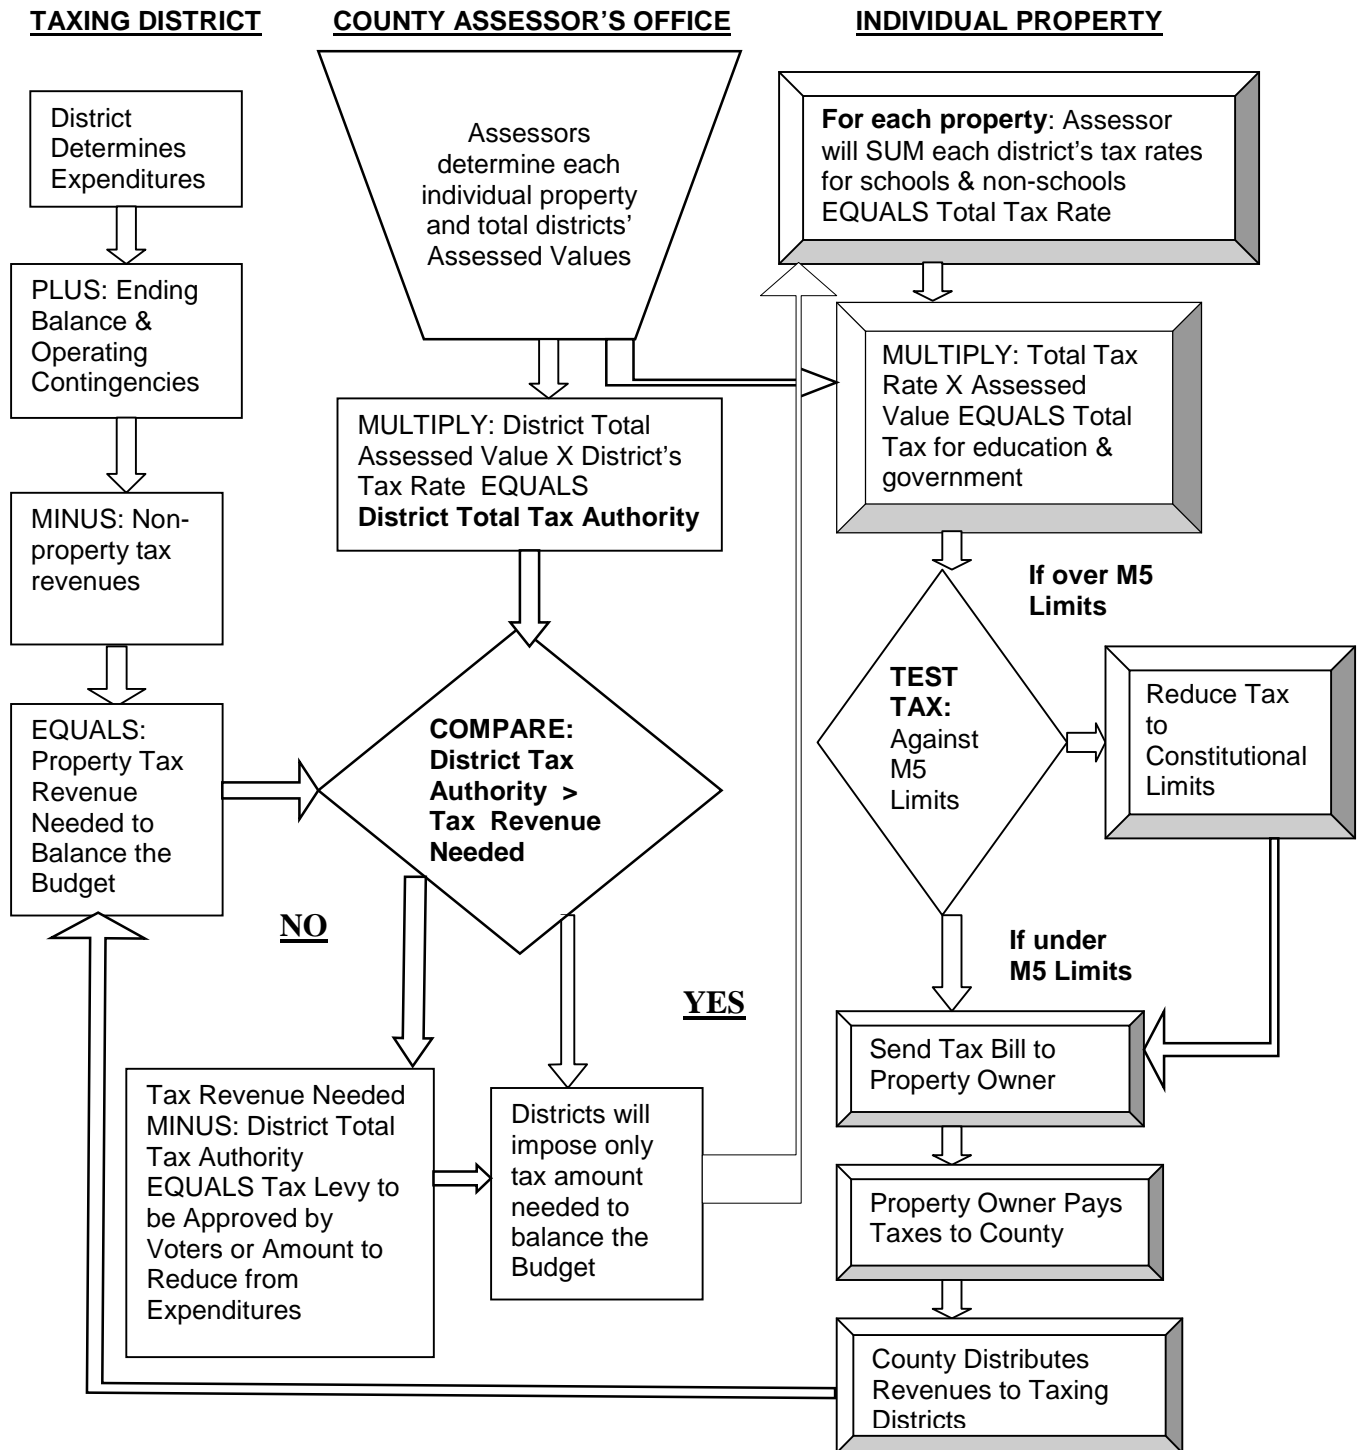 TAXING DISTRICT
COUNTY ASSESSOR'S OFFICE
INDIVIDUAL PROPERTY
District
Determines
Expenditures
PLUS: Ending
Balance &
Operating
Contingencies
MINUS: Non-
property tax
revenues
EQUALS:
Property Tax
Revenue
Needed to
Balance the
Budget
Assessors
determine each
individual property
and total districts'
Assessed Values
MULTIPLY: District Total
Assessed Value X District's
Tax Rate EQUALS
District Total Tax Authority
COMPARE:
District Tax
Authority >
Tax Revenue
Needed
NO
YES
Tax Revenue Needed
MINUS: District Total
Tax Authority
EQUALS Tax Levy to
be Approved by
Voters or Amount to
Reduce from
Expenditures
Districts will
impose only
tax amount
needed to
balance the
Budget
For each property: Assessor
will SUM each district's tax rates
for schools & non-schools
EQUALS Total Tax Rate
MULTIPLY: Total Tax
Rate X Assessed
Value EQUALS Total
Tax for education &
government
If over M5
Limits
TEST
TAX:
Against
M5
Limits
Reduce Tax
to
Constitutional
Limits
If under
M5 Limits
Send Tax Bill to
Property Owner
Property Owner Pays
Taxes to County
County Distributes
Revenues to Taxing
Districts